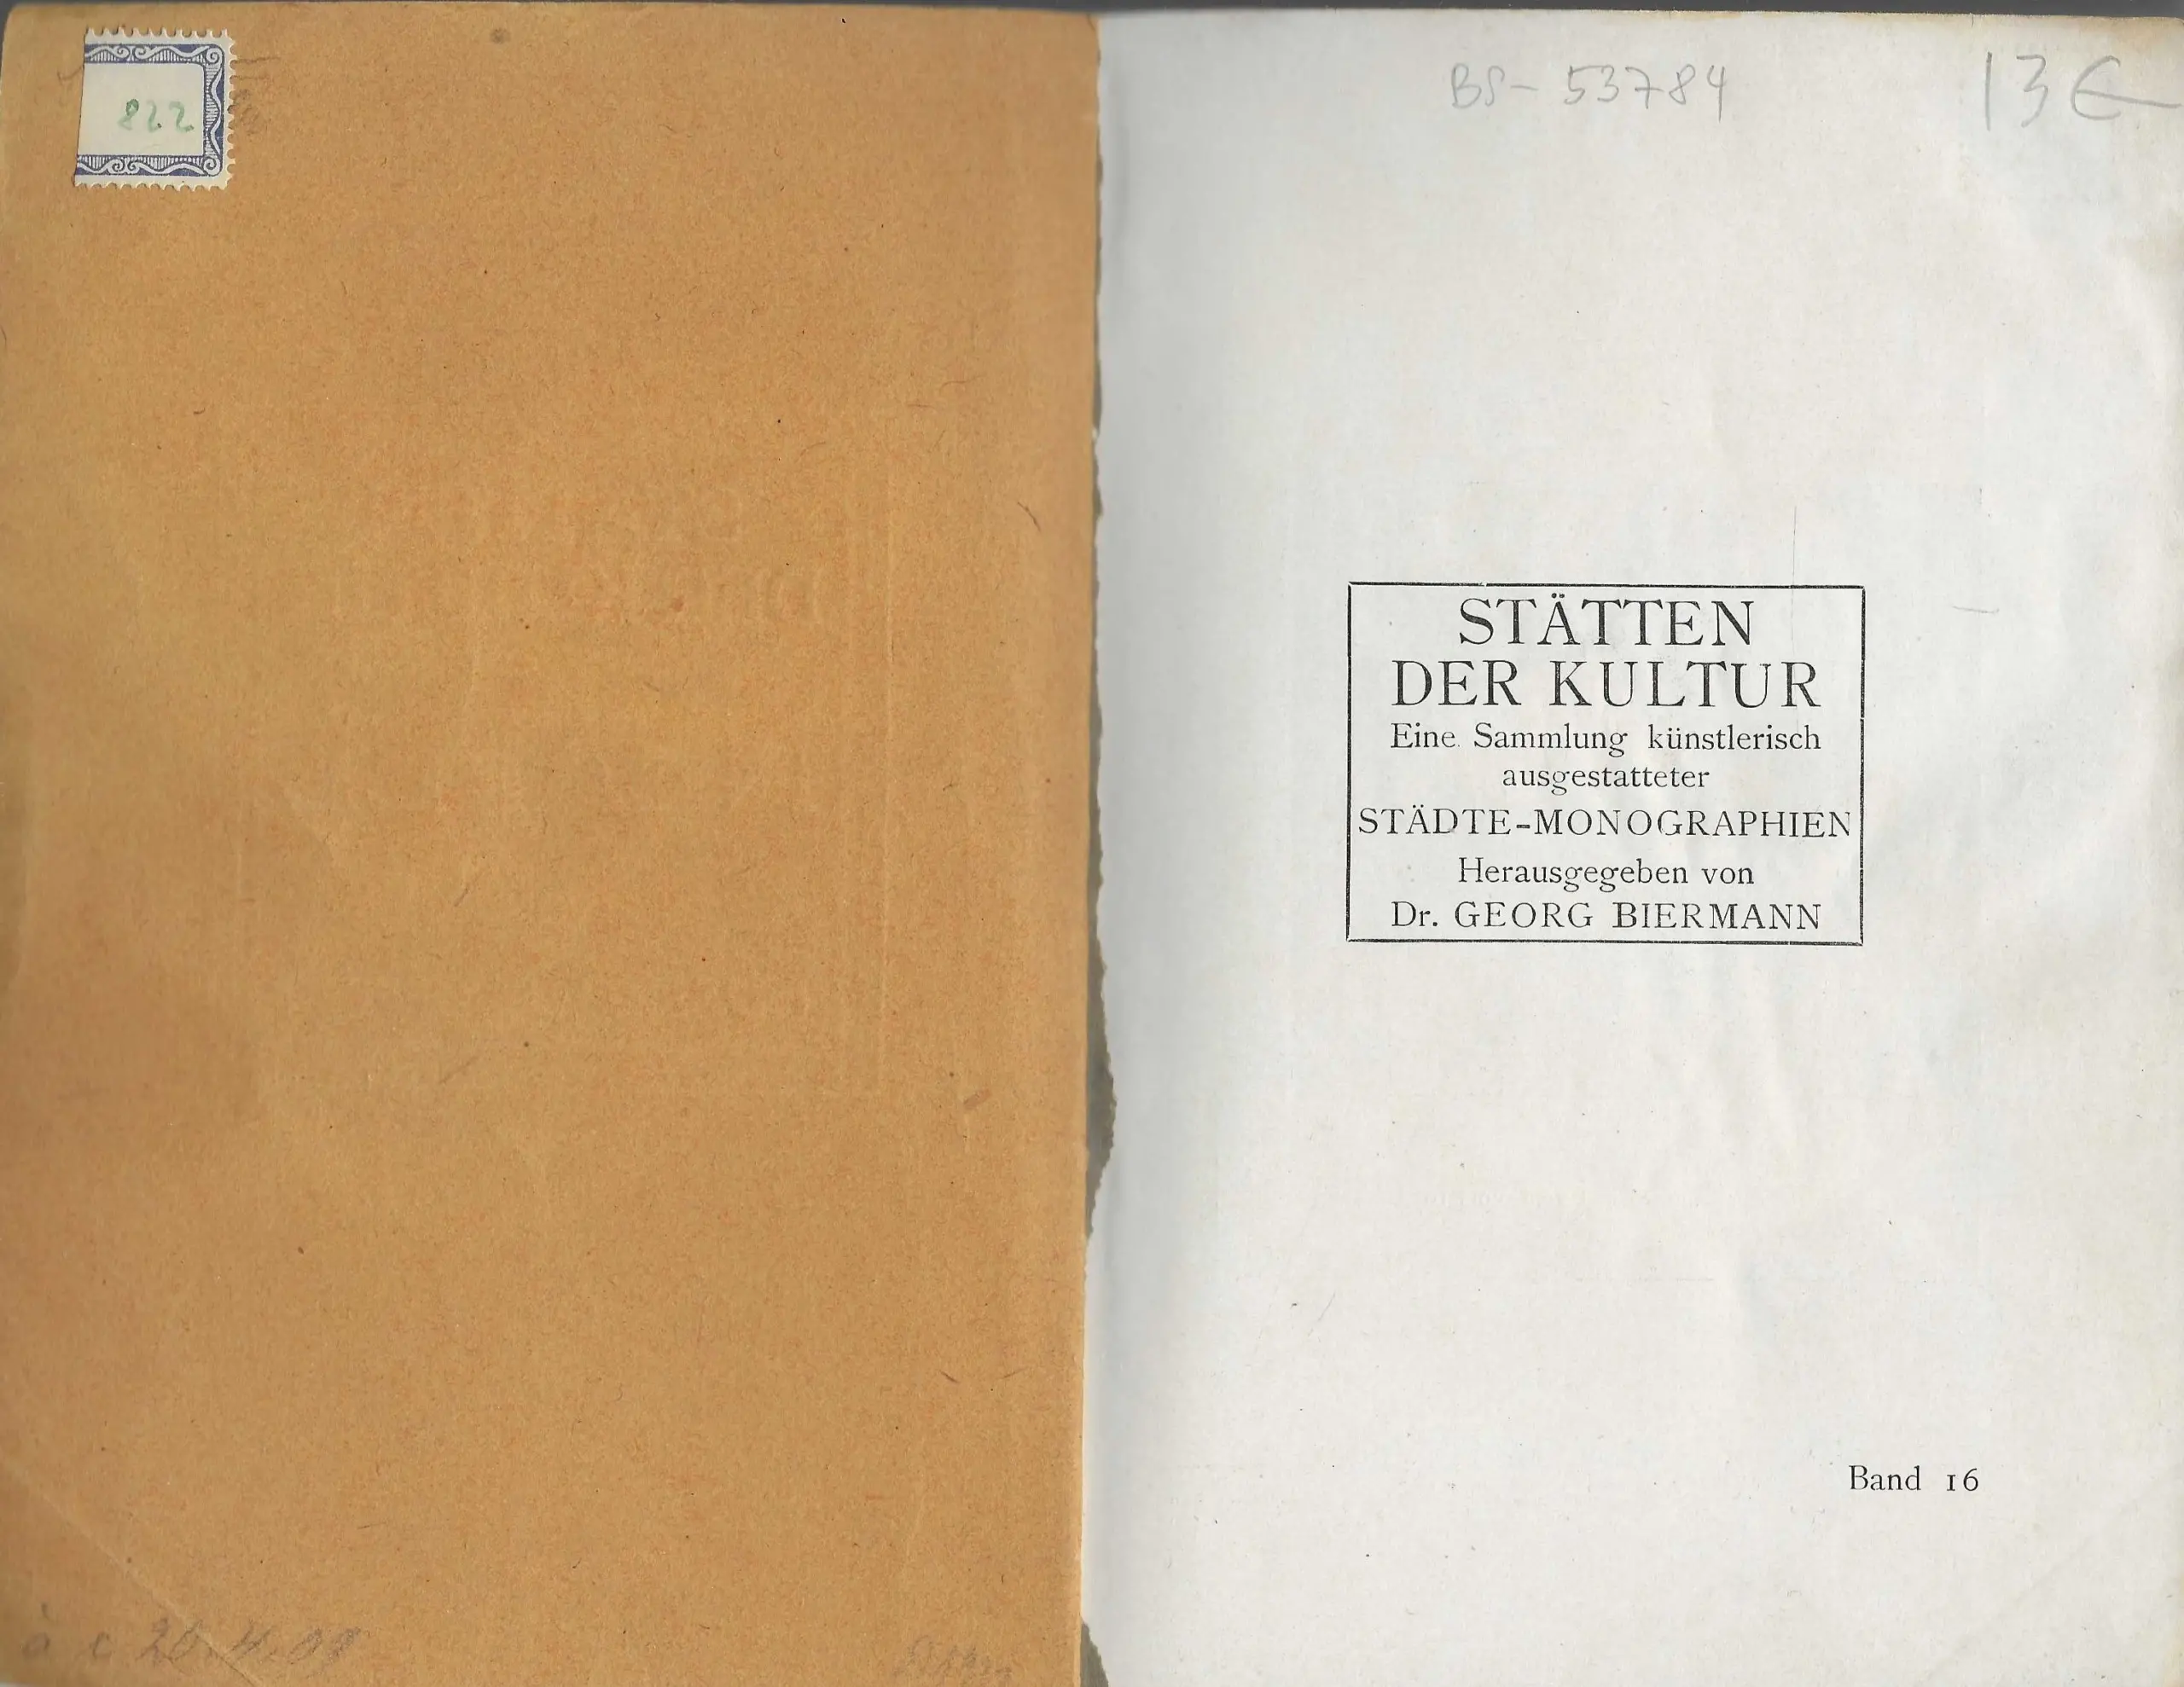 822
BS- 53784
13€
STÄTTEN
DER KULTUR
Eine Sammlung künstlerisch
ausgestatteter
STÄDTE-MONOGRAPHIEN
Herausgegeben von
Dr. GEORG BIERMANN
Band 16